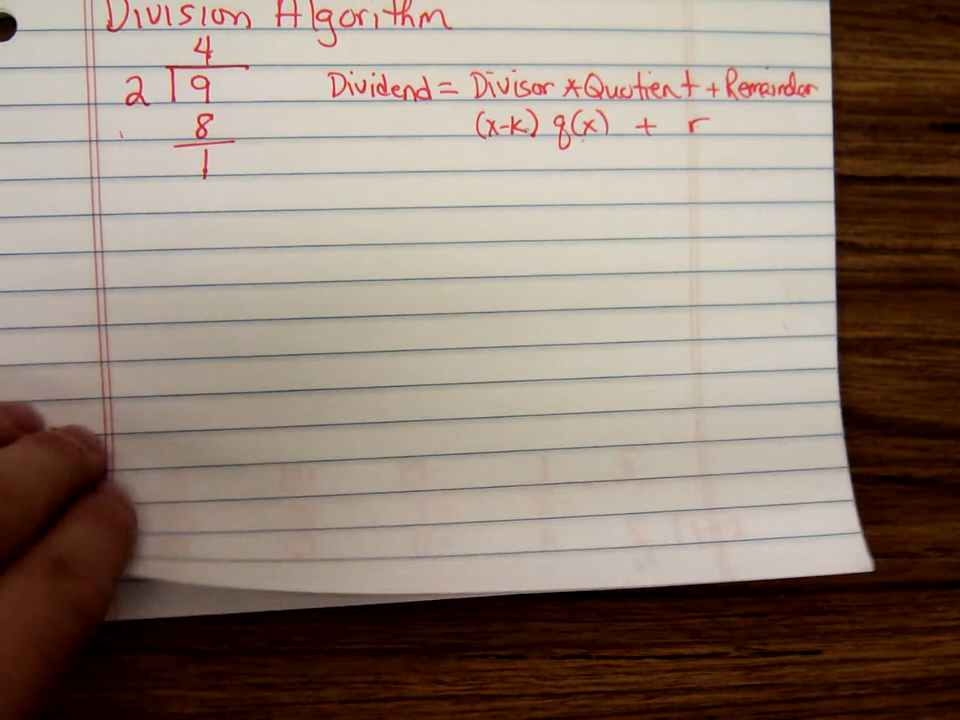 Division Algorithm
4
2 9 Dividend = Divisor * Quotient + Remainder
8 (x-k) q(x) + r
1